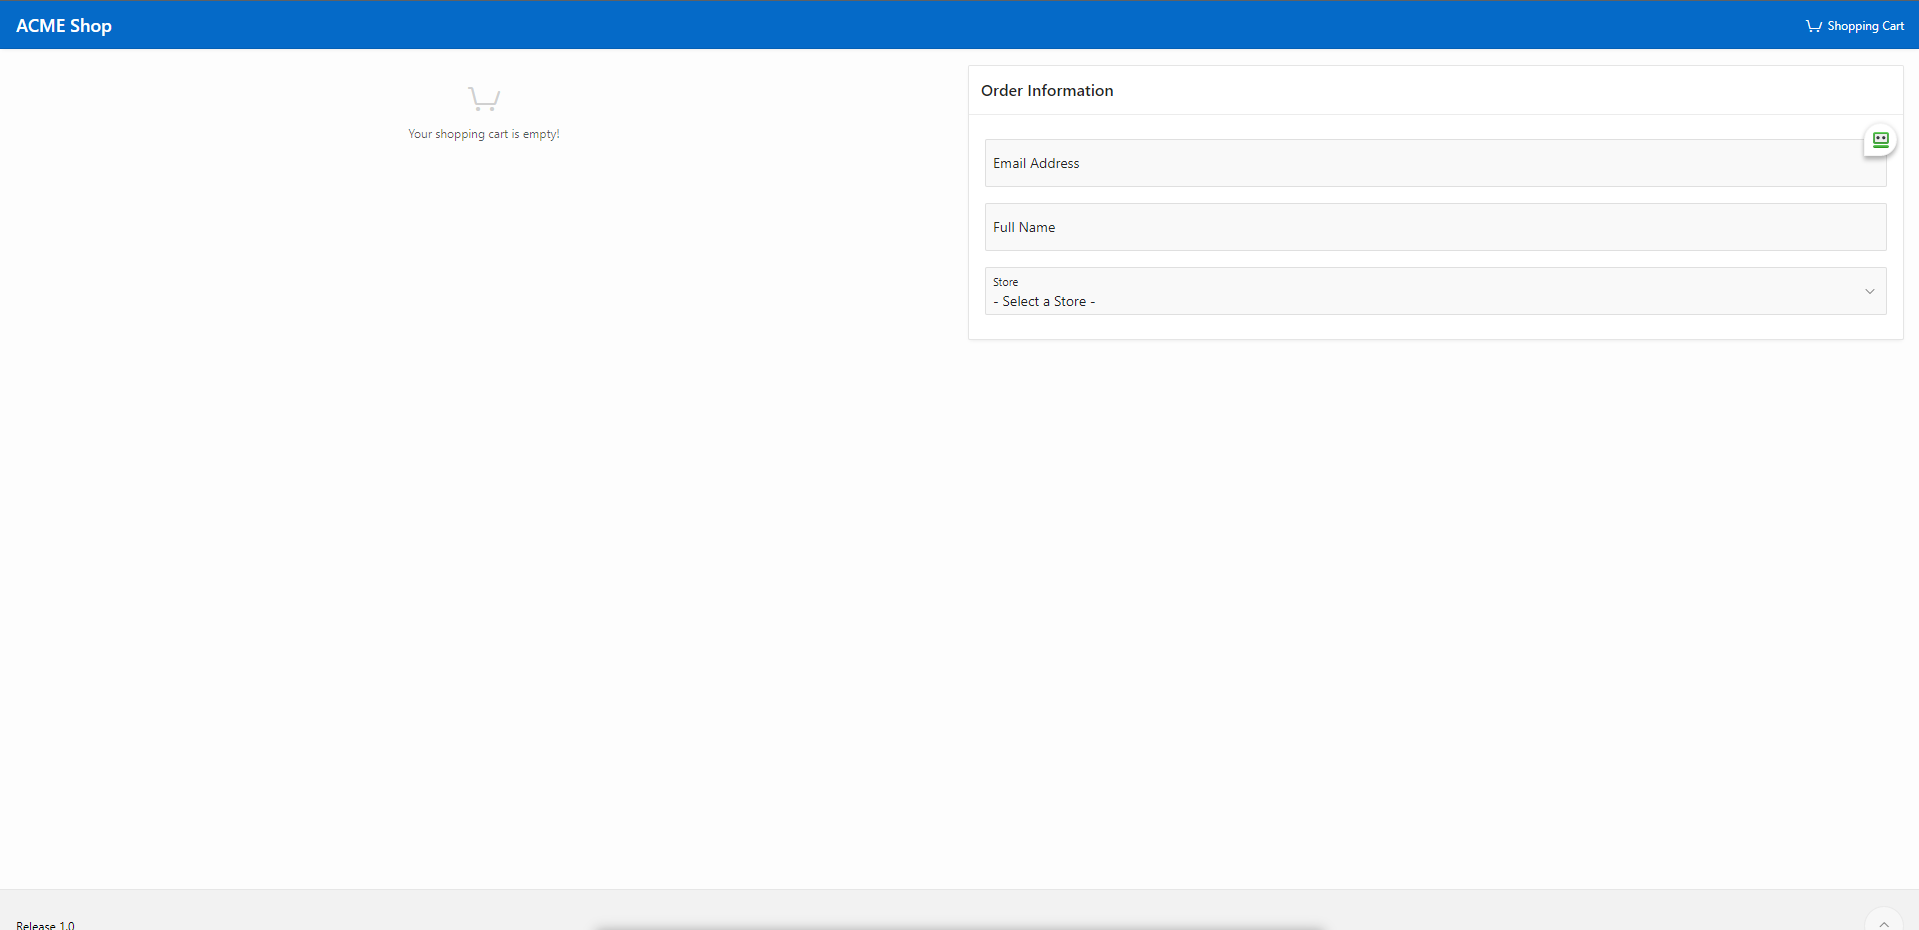 ACME Shop
Shopping Cart
Your shopping cart is empty!
Order Information
Email Address
Full Name
Store
- Select a Store -
Release 1.0